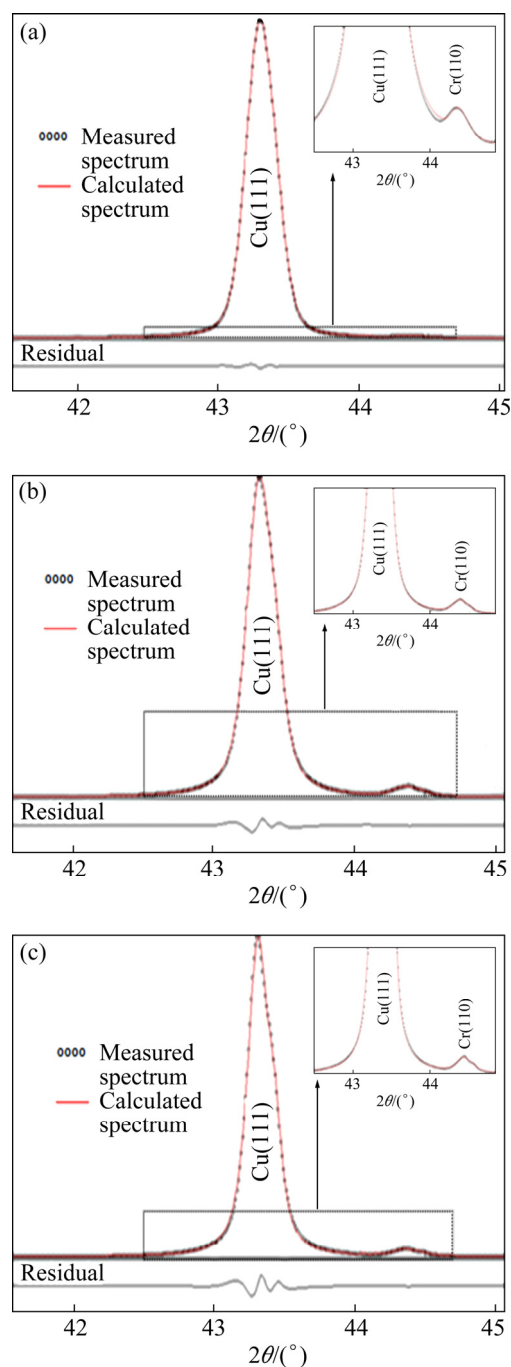 (a)
Cu(111)
Cr(110)
43
44
2θ/(°)
0000 Measured
spectrum
Calculated
spectrum
Cu(111)
Residual
42
43
44
45
2θ/(°)
(b)
Cu(111)
Cr(110)
43
44
2θ/(°)
0000 Measured
spectrum
Calculated
spectrum
Cu(111)
Residual
42
43
44
45
2θ/(°)
(c)
Cu(111)
Cr(110)
43
44
2θ/(°)
0000 Measured
spectrum
Calculated
spectrum
Cu(111)
Residual
42
43
44
45
2θ/(°)